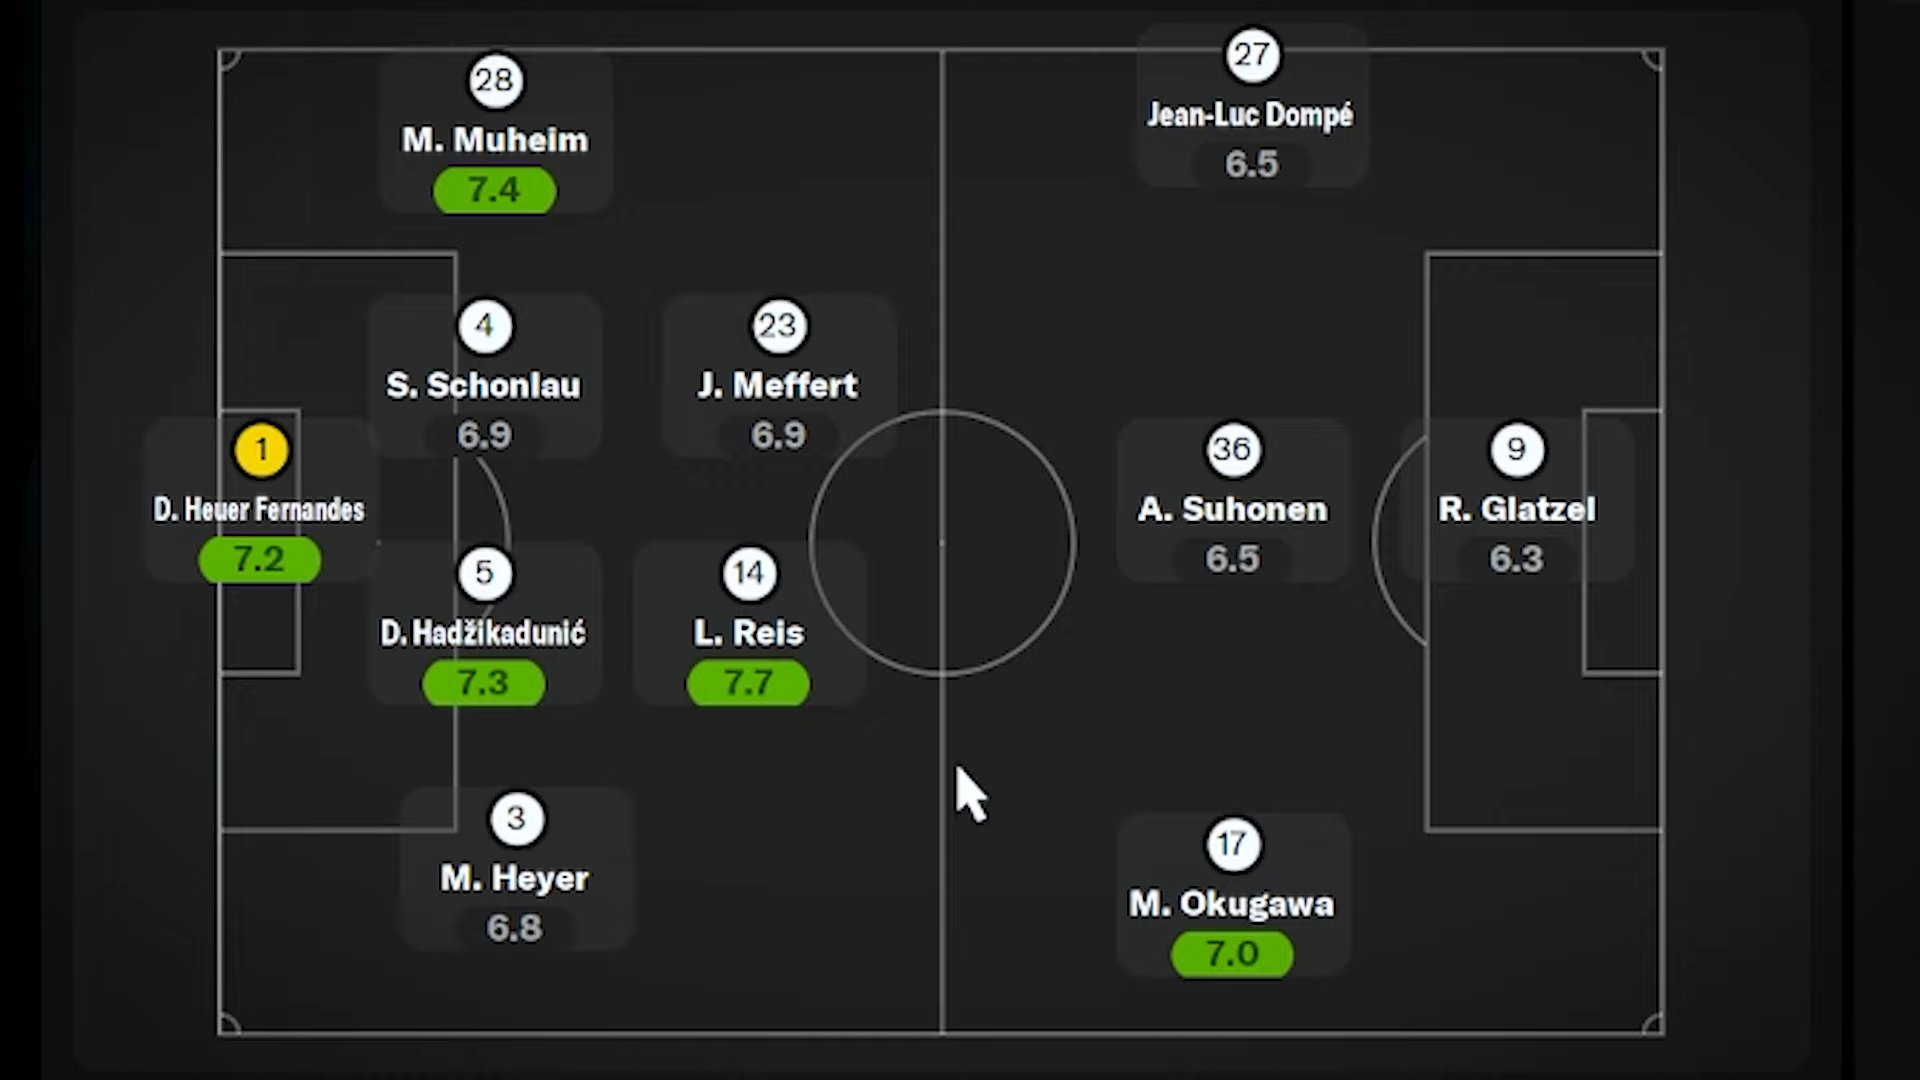 28
M. Muheim
7.4
27
Jean-Luc Dompé
6.5
4
S. Schonlau
6.9
23
J. Meffert
6.9
1
D. Heuer Fernandes
7.2
36
A. Suhonen
6.5
9
R. Glatzel
6.3
5
D. Hadžikadunić
7.3
14
L. Reis
7.7
3
M. Heyer
6.8
17
M. Okugawa
7.0